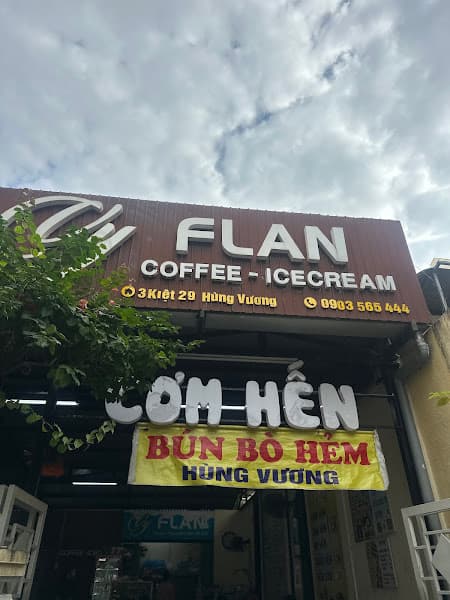 FLAN
COFFEE - ICECREAM
3 Kiệt 29 Hùng Vương 0903 565 444
CƠM HẾN
BÚN BÒ HẺM
HÙNG VƯƠNG
FLAN